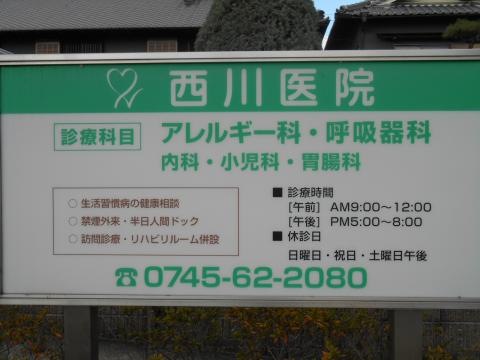 西川医院
診療科目 アレルギー科・呼吸器科
内科・小児科・胃腸科
○ 生活習慣病の健康相談
○ 禁煙外来・半日人間ドック
○ 訪問診療・リハビリルーム併設
■ 診療時間
[午前] AM9:00〜12:00
[午後] PM5:00〜8:00
■ 休診日
日曜日・祝日・土曜日午後
☎0745-62-2080